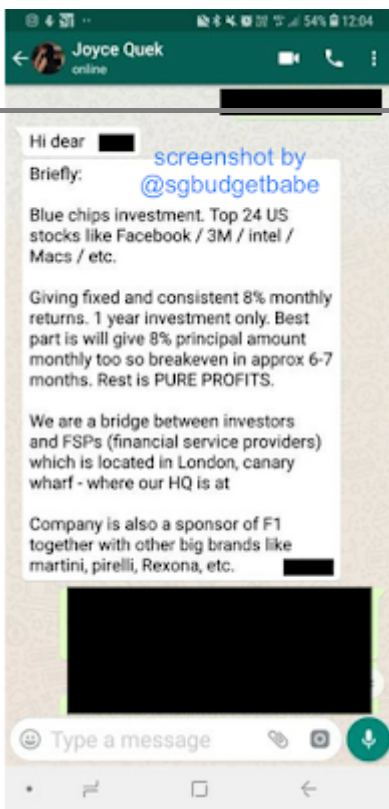 54% 12:04
Joyce Quek
online
Hi dear
screenshot by
@sgbudgetbabe
Briefly:
Blue chips investment. Top 24 US
stocks like Facebook / 3M / intel /
Macs / etc.
Giving fixed and consistent 8% monthly
returns. 1 year investment only. Best
part is will give 8% principal amount
monthly too so breakeven in approx 6-7
months. Rest is PURE PROFITS.
We are a bridge between investors
and FSPs (financial service providers)
which is located in London, canary
wharf - where our HQ is at
Company is also a sponsor of F1
together with other big brands like
martini, pirelli, Rexona, etc.
Type a message